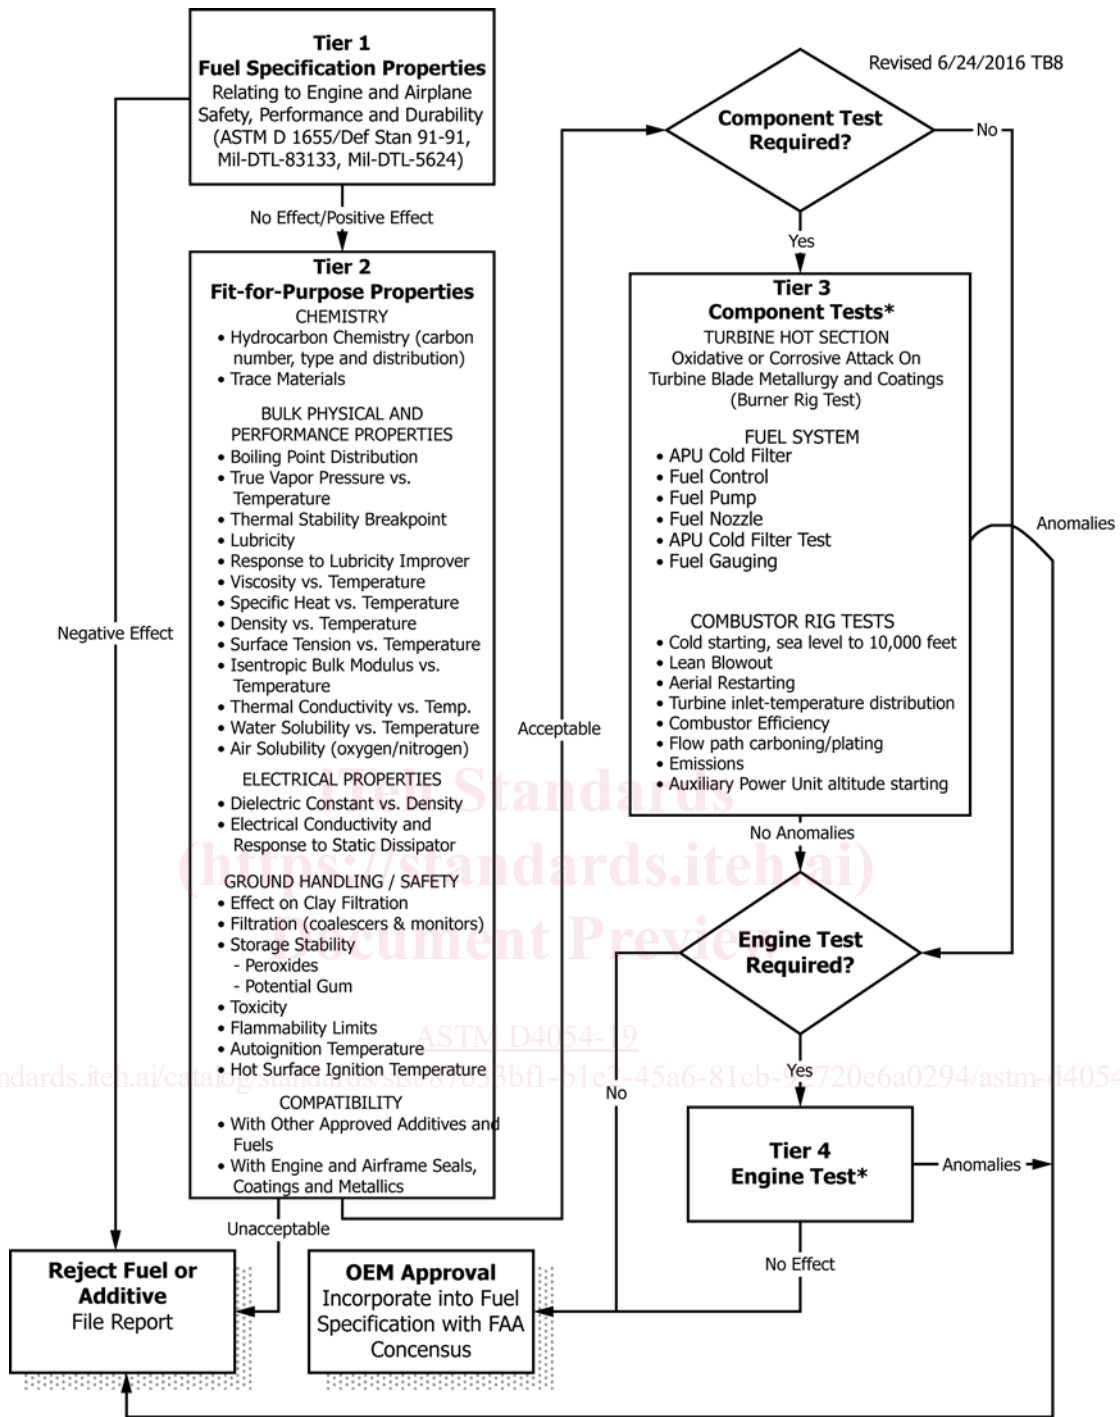 Tier 1
Fuel Specification Properties
Relating to Engine and Airplane
Safety, Performance and Durability
(ASTM D 1655/Def Stan 91-91,
Mil-DTL-83133, Mil-DTL-5624)
No Effect/Positive Effect
Tier 2
Fit-for-Purpose Properties
CHEMISTRY
• Hydrocarbon Chemistry (carbon
number, type and distribution)
• Trace Materials
BULK PHYSICAL AND
PERFORMANCE PROPERTIES
• Boiling Point Distribution
• True Vapor Pressure vs.
Temperature
• Thermal Stability Breakpoint
• Lubricity
• Response to Lubricity Improver
• Viscosity vs. Temperature
• Specific Heat vs. Temperature
• Density vs. Temperature
• Surface Tension vs. Temperature
• Isentropic Bulk Modulus vs.
Temperature
• Thermal Conductivity vs. Temp.
• Water Solubility vs. Temperature
• Air Solubility (oxygen/nitrogen)
ELECTRICAL PROPERTIES
• Dielectric Constant vs. Density
• Electrical Conductivity and
Response to Static Dissipator
GROUND HANDLING / SAFETY
• Effect on Clay Filtration
• Filtration (coalescers & monitors)
• Storage Stability
- Peroxides
- Potential Gum
• Toxicity
• Flammability Limits
• Autoignition Temperature
• Hot Surface Ignition Temperature
COMPATIBILITY
• With Other Approved Additives and
Fuels
• With Engine and Airframe Seals,
Coatings and Metallics
Negative Effect
Unacceptable
Acceptable
Reject Fuel or
Additive
File Report
OEM Approval
Incorporate into Fuel
Specification with FAA
Concensus
Revised 6/24/2016 TB8
Component Test
Required?
No
Yes
Tier 3
Component Tests*
TURBINE HOT SECTION
Oxidative or Corrosive Attack On
Turbine Blade Metallurgy and Coatings
(Burner Rig Test)
FUEL SYSTEM
• APU Cold Filter
• Fuel Control
• Fuel Pump
• Fuel Nozzle
• APU Cold Filter Test
• Fuel Gauging
COMBUSTOR RIG TESTS
• Cold starting, sea level to 10,000 feet
• Lean Blowout
• Aerial Restarting
• Turbine inlet-temperature distribution
• Combustor Efficiency
• Flow path carboning/plating
• Emissions
• Auxiliary Power Unit altitude starting
Anomalies
No Anomalies
Engine Test
Required?
No
Yes
Tier 4
Engine Test*
Anomalies
No Effect
iTeh Standards
(https://standards.iteh.ai)
Document Preview
ASTM D4054-19